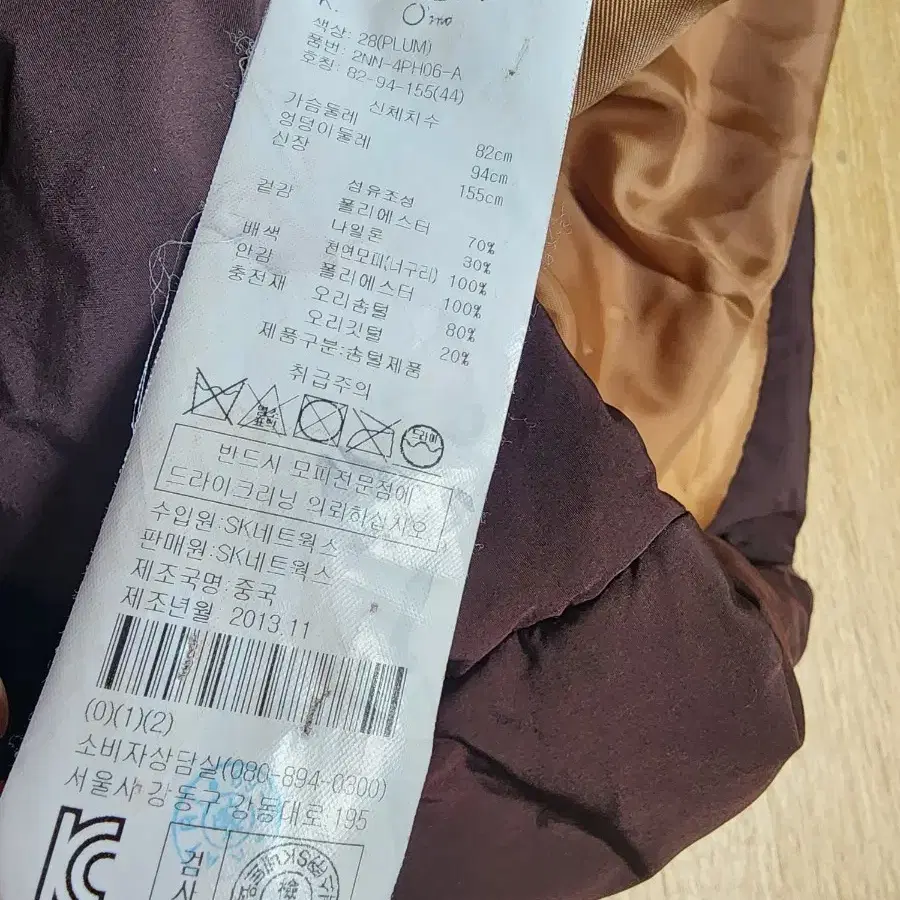 K.
O'
색상: 28(PLUM)
품번: 2NN-4PH06-A
호칭: 82-94-155(44)
신체치수
가슴둘레 82cm
엉덩이둘레 94cm
신장 155cm
섬유조성
겉감 폴리에스터 70%
나일론 30%
배색 천연모피(너구리) 100%
안감 폴리에스터 100%
충전재 오리솜털 80%
오리깃털 20%
제품구분:솜털제품
취급주의
드라이
반드시 모피전문점에
드라이크리닝 의뢰하십시오
수입원:SK네트웍스
판매원:SK네트웍스
제조국명:중국
제조년월 2013.11
(0)(1)(2)
소비자상담실(080-894-0300)
서울시 강동구 강동대로 195
검
사